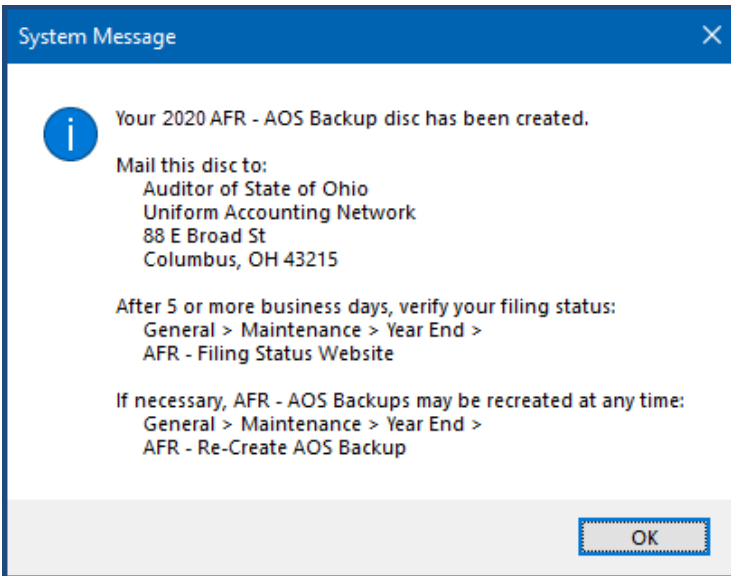 System Message
Your 2020 AFR - AOS Backup disc has been created.
Mail this disc to:
Auditor of State of Ohio
Uniform Accounting Network
88 E Broad St
Columbus, OH 43215
After 5 or more business days, verify your filing status:
General > Maintenance > Year End >
AFR - Filing Status Website
If necessary, AFR - AOS Backups may be recreated at any time:
General > Maintenance > Year End >
AFR - Re-Create AOS Backup
OK